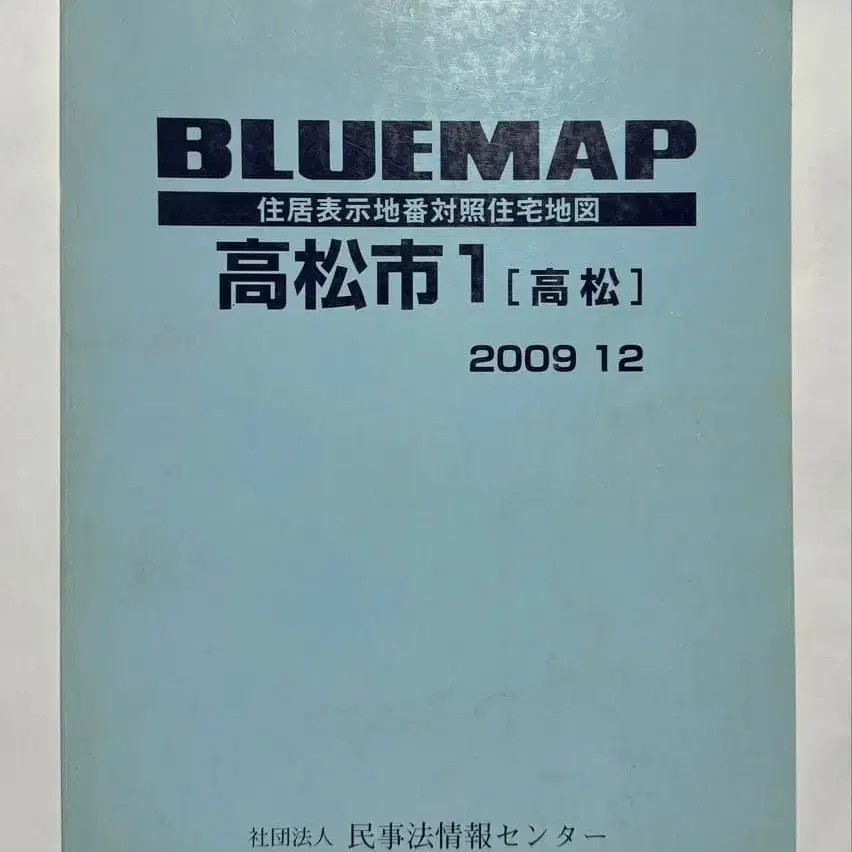 BLUEMAP
住居表示地番対照住宅地図
高松市1[高松]
2009 12
社団法人 民事法情報センター